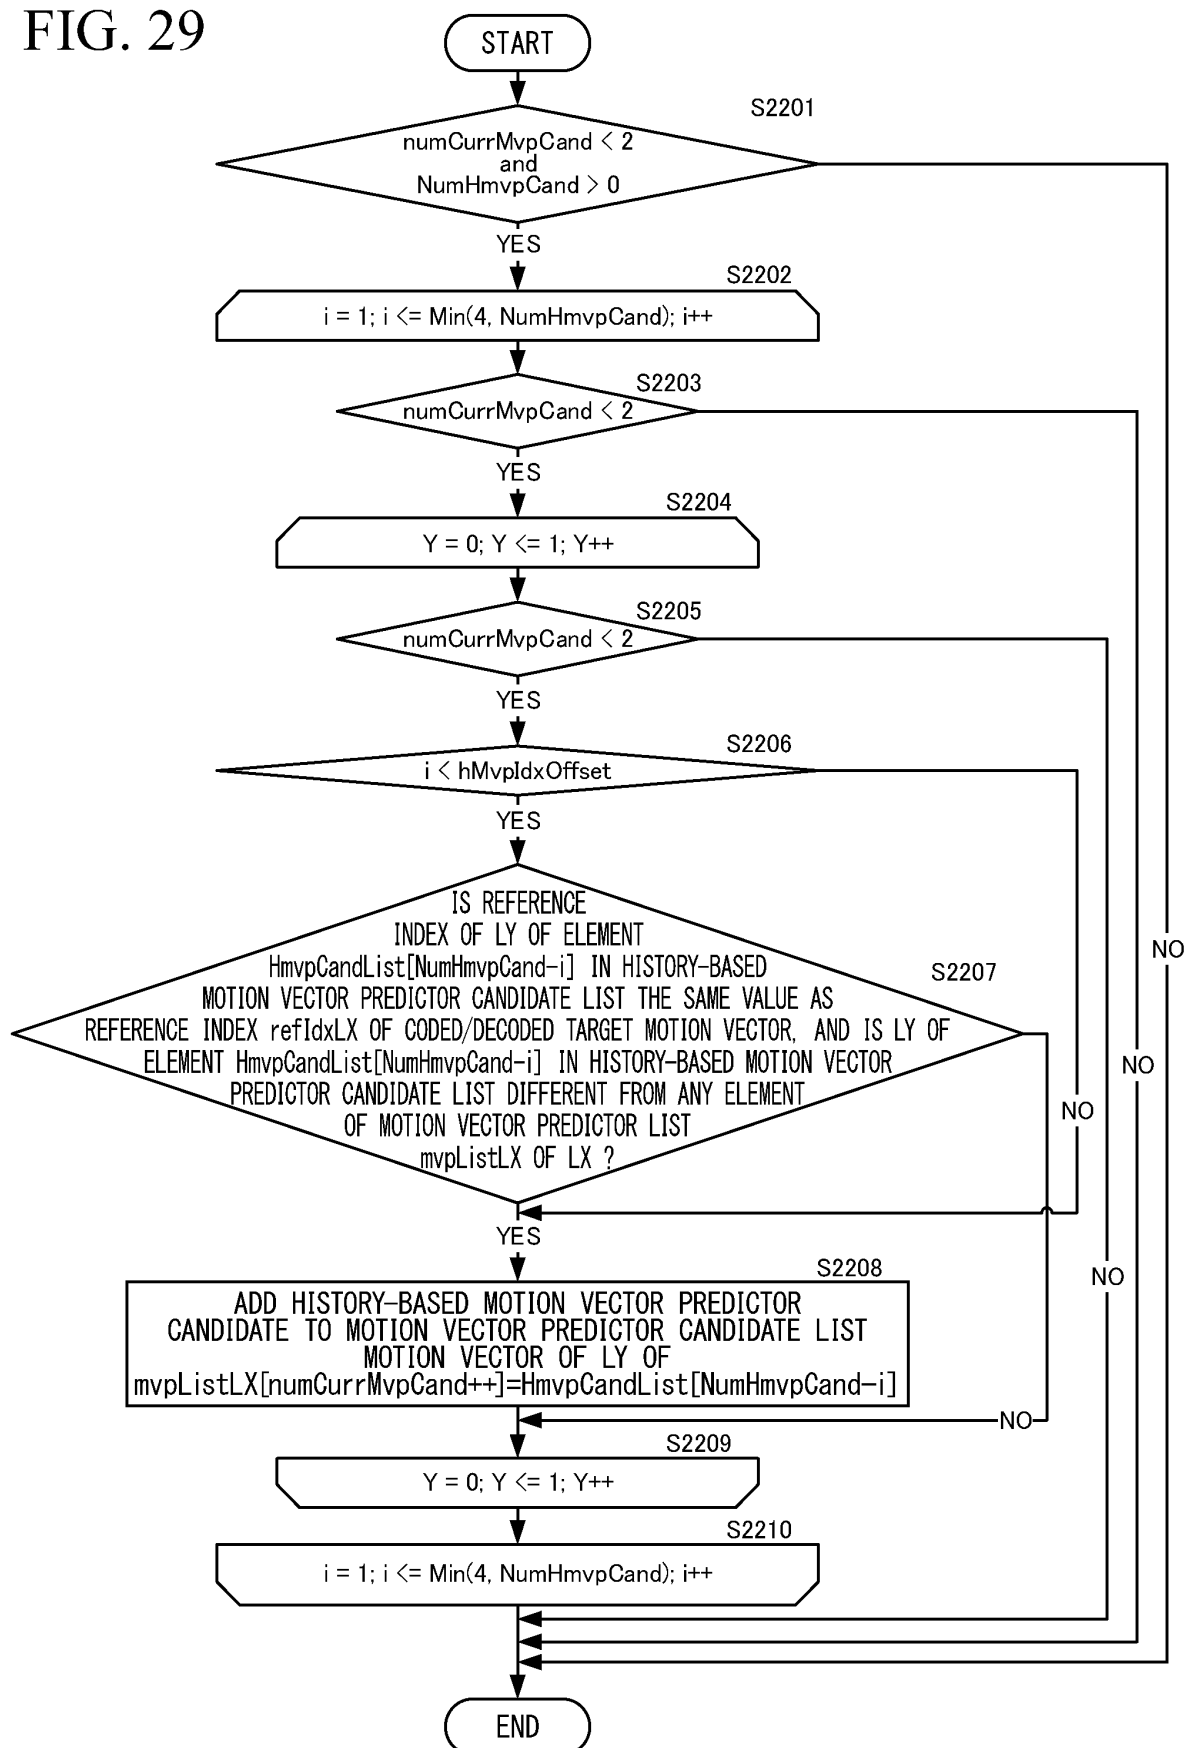 FIG. 29
START
S2201
numCurrMvpCand < 2
and
NumHmvpCand > 0
YES
S2202
i = 1; i <= Min(4, NumHmvpCand); i++
S2203
numCurrMvpCand < 2
YES
S2204
Y = 0; Y <= 1; Y++
S2205
numCurrMvpCand < 2
YES
S2206
i < hMvpIdxOffset
YES
IS REFERENCE
INDEX OF LY OF ELEMENT
HmvpCandList[NumHmvpCand-i] IN HISTORY-BASED
MOTION VECTOR PREDICTOR CANDIDATE LIST THE SAME VALUE AS
REFERENCE INDEX refIdxLX OF CODED/DECODED TARGET MOTION VECTOR, AND IS LY OF
ELEMENT HmvpCandList[NumHmvpCand-i] IN HISTORY-BASED MOTION VECTOR
PREDICTOR CANDIDATE LIST DIFFERENT FROM ANY ELEMENT
OF MOTION VECTOR PREDICTOR LIST
mvpListLX OF LX ?
S2207
NO
NO
NO
YES
NO
S2208
ADD HISTORY-BASED MOTION VECTOR PREDICTOR
CANDIDATE TO MOTION VECTOR PREDICTOR CANDIDATE LIST
MOTION VECTOR OF LY OF
mvpListLX[numCurrMvpCand++]=HmvpCandList[NumHmvpCand-i]
NO
S2209
Y = 0; Y <= 1; Y++
S2210
i = 1; i <= Min(4, NumHmvpCand); i++
END